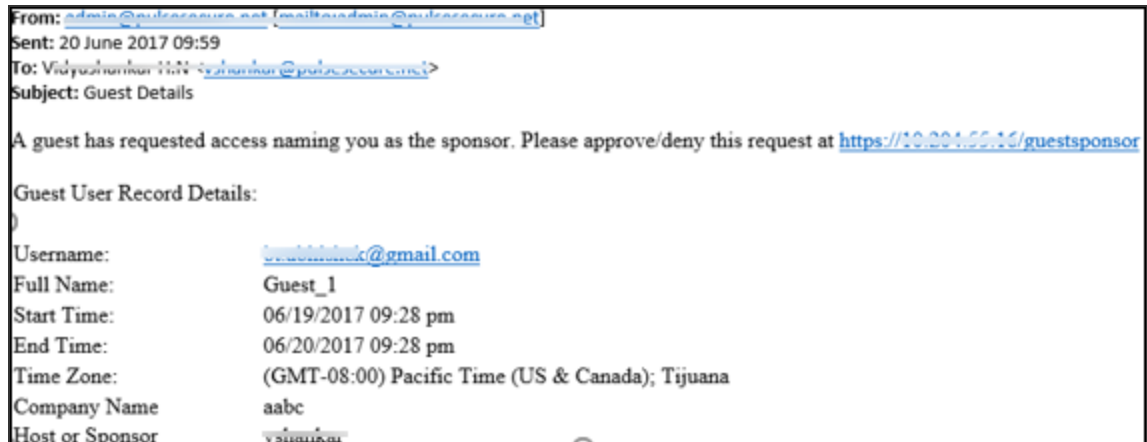 From:
Sent: 20 June 2017 09:59
To:
Subject: Guest Details
A guest has requested access naming you as the sponsor. Please approve/deny this request at https:// /guestsponsor
Guest User Record Details:
)
Username: @gmail.com
Full Name: Guest_1
Start Time: 06/19/2017 09:28 pm
End Time: 06/20/2017 09:28 pm
Time Zone: (GMT-08:00) Pacific Time (US & Canada); Tijuana
Company Name aabc
Host or Sponsor